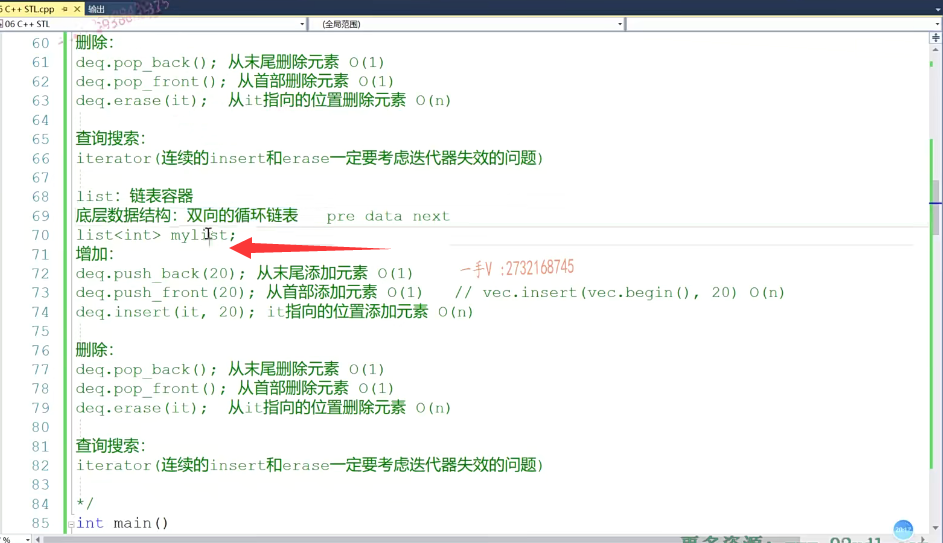 06 C++ STL.cpp 输出
06 C++ STL (全局范围)
60 删除:
61 deq.pop_back(); 从末尾删除元素 O(1)
62 deq.pop_front(); 从首部删除元素 O(1)
63 deq.erase(it); 从it指向的位置删除元素 O(n)
64
65 查询搜索:
66 iterator(连续的insert和erase一定要考虑迭代器失效的问题)
67
68 list: 链表容器
69 底层数据结构: 双向的循环链表 pre data next
70 list<int> mylist;
71 增加:
72 deq.push_back(20); 从末尾添加元素 O(1) 一手V :2732168745
73 deq.push_front(20); 从首部添加元素 O(1) // vec.insert(vec.begin(), 20) O(n)
74 deq.insert(it, 20); it指向的位置添加元素 O(n)
75
76 删除:
77 deq.pop_back(); 从末尾删除元素 O(1)
78 deq.pop_front(); 从首部删除元素 O(1)
79 deq.erase(it); 从it指向的位置删除元素 O(n)
80
81 查询搜索:
82 iterator(连续的insert和erase一定要考虑迭代器失效的问题)
83
84 */
85 int main()
%